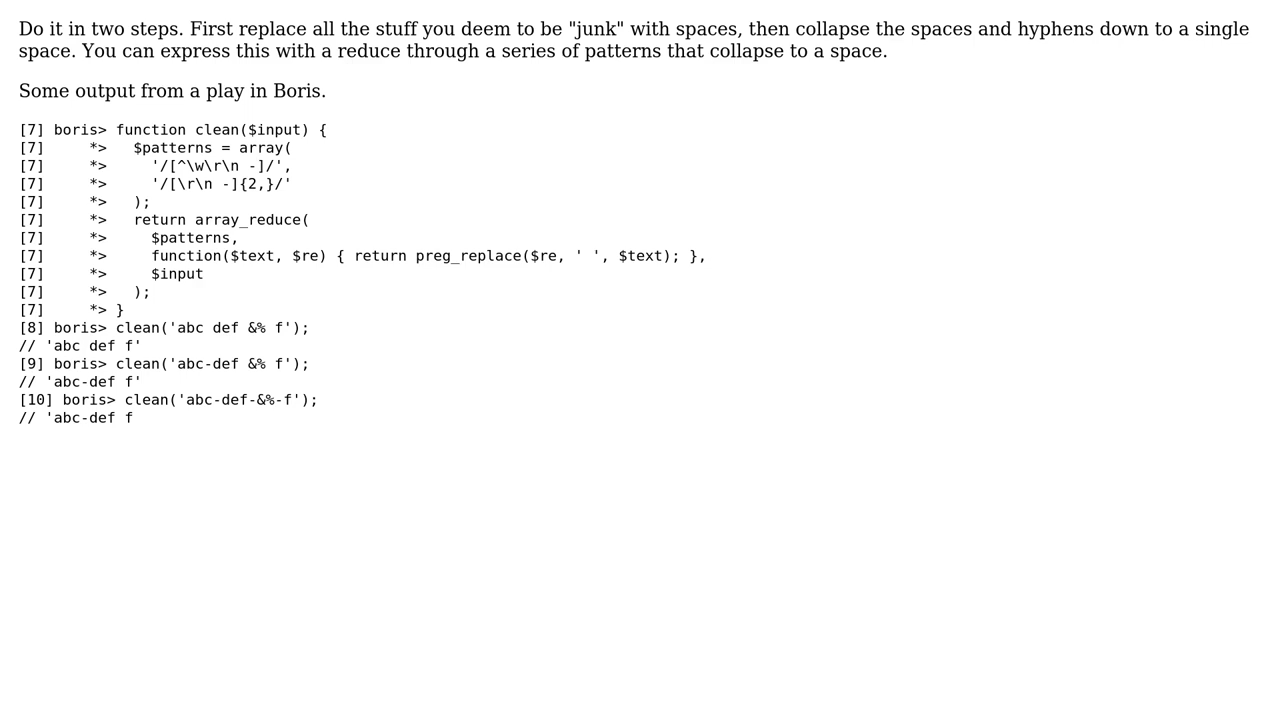 Do it in two steps. First replace all the stuff you deem to be "junk" with spaces, then collapse the spaces and hyphens down to a single
space. You can express this with a reduce through a series of patterns that collapse to a space.
Some output from a play in Boris.
[7] boris> function clean($input) {
[7]     *>   $patterns = array(
[7]     *>     '/[^\w\r\n -]/',
[7]     *>     '/[\r\n -]{2,}/'
[7]     *>   );
[7]     *>   return array_reduce(
[7]     *>     $patterns,
[7]     *>     function($text, $re) { return preg_replace($re, ' ', $text); },
[7]     *>     $input
[7]     *>   );
[7]     *> }
[8] boris> clean('abc def &% f');
// 'abc def f'
[9] boris> clean('abc-def &% f');
// 'abc-def f'
[10] boris> clean('abc-def-&%-f');
// 'abc-def f